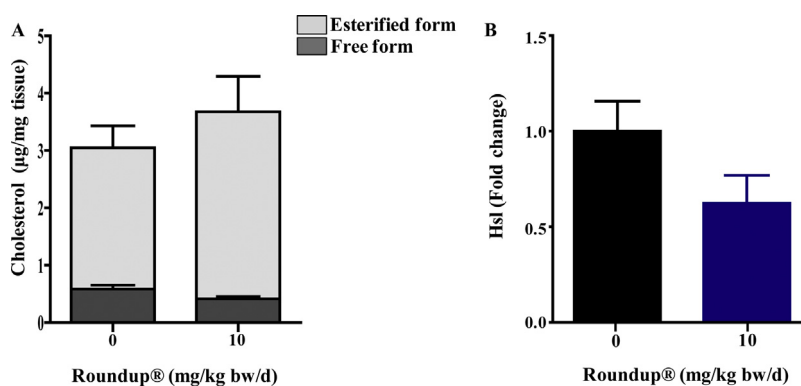 A
Esterified form
Free form
Cholesterol (µg/mg tissue)
5
4
3
2
1
0
0
10
Roundup® (mg/kg bw/d)
B
Hsl (Fold change)
1.5
1.0
0.5
0.0
0
10
Roundup® (mg/kg bw/d)